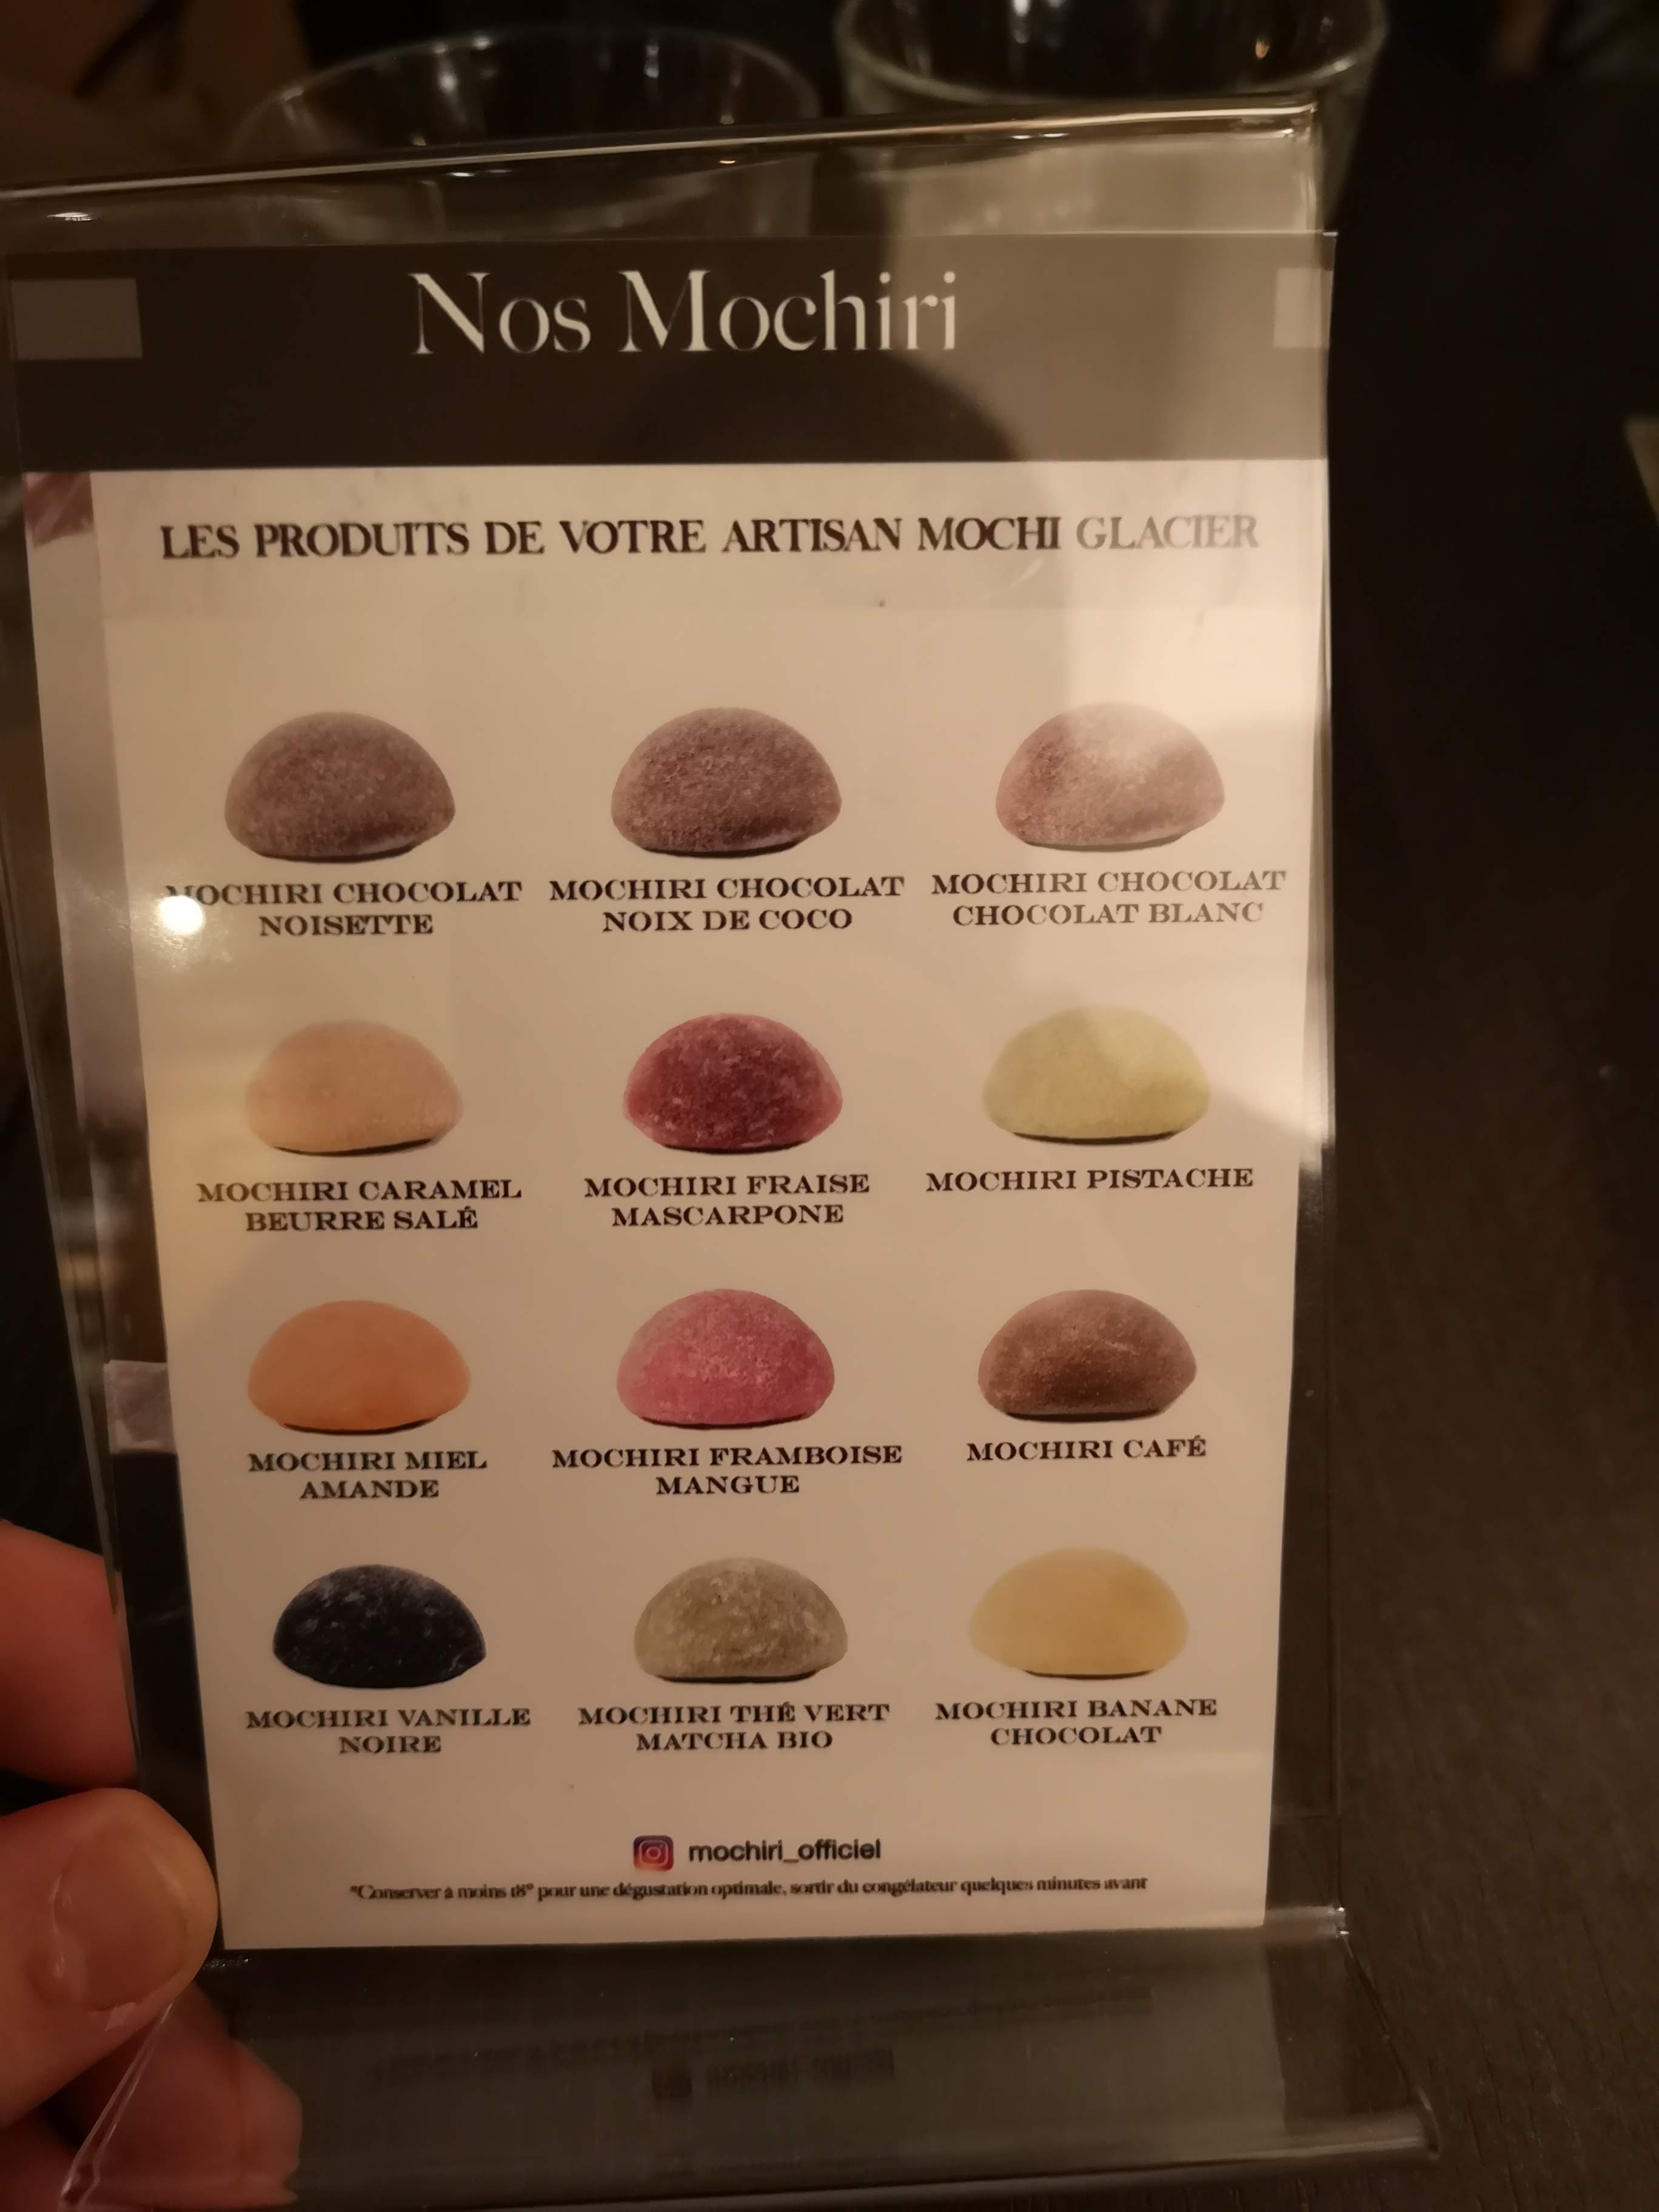 Nos Mochiri
LES PRODUITS DE VOTRE ARTISAN MOCHI GLACIER
MOCHIRI CHOCOLAT
NOISETTE
MOCHIRI CHOCOLAT
NOIX DE COCO
MOCHIRI CHOCOLAT
CHOCOLAT BLANC
MOCHIRI CARAMEL
BEURRE SALÉ
MOCHIRI FRAISE
MASCARPONE
MOCHIRI PISTACHE
MOCHIRI MIEL
AMANDE
MOCHIRI FRAMBOISE
MANGUE
MOCHIRI CAFÉ
MOCHIRI VANILLE
NOIRE
MOCHIRI THÉ VERT
MATCHA BIO
MOCHIRI BANANE
CHOCOLAT
mochiri_officiel
*Conserver à moins 18° pour une dégustation optimale, sortir du congélateur quelques minutes avant